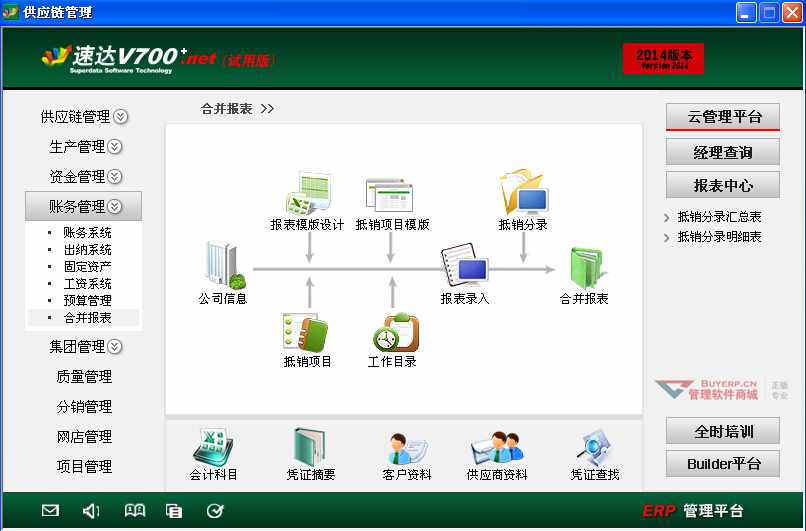 供应链管理
速达V700+.net (试用版)
Superdata Software Technology
2014版本
Version 2014
供应链管理
生产管理
资金管理
账务管理
账务系统
出纳系统
固定资产
工资系统
预算管理
合并报表
集团管理
质量管理
分销管理
网店管理
项目管理
合并报表 >>
报表模版设计
抵销项目模版
抵销分录
公司信息
报表录入
合并报表
抵销项目
工作目录
会计科目
凭证摘要
客户资料
供应商资料
凭证查找
云管理平台
经理查询
报表中心
抵销分录汇总表
抵销分录明细表
BUYERP.CN
管理软件商城
正版
专业
全时培训
Builder平台
ERP 管理平台